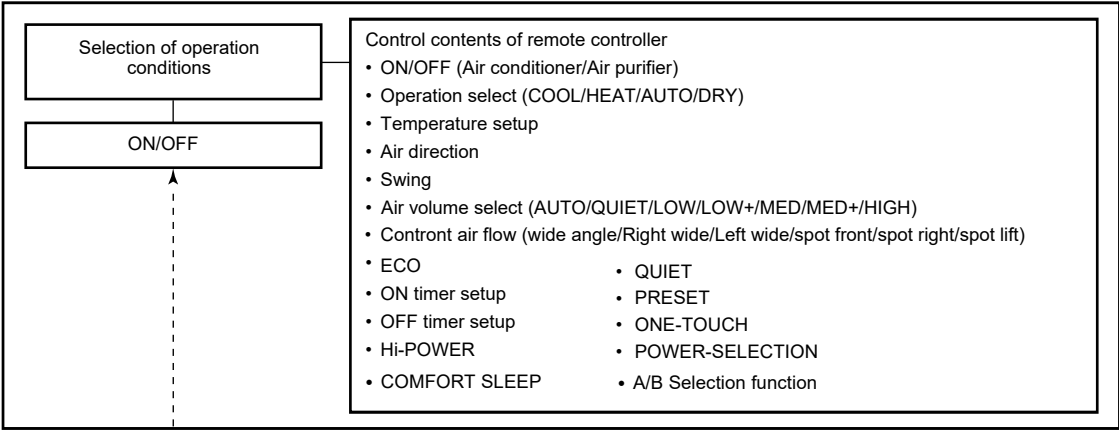 Selection of operation
conditions
ON/OFF
Control contents of remote controller
• ON/OFF (Air conditioner/Air purifier)
• Operation select (COOL/HEAT/AUTO/DRY)
• Temperature setup
• Air direction
• Swing
• Air volume select (AUTO/QUIET/LOW/LOW+/MED/MED+/HIGH)
• Contront air flow (wide angle/Right wide/Left wide/spot front/spot right/spot lift)
• ECO
• ON timer setup
• OFF timer setup
• Hi-POWER
• COMFORT SLEEP
• QUIET
• PRESET
• ONE-TOUCH
• POWER-SELECTION
• A/B Selection function